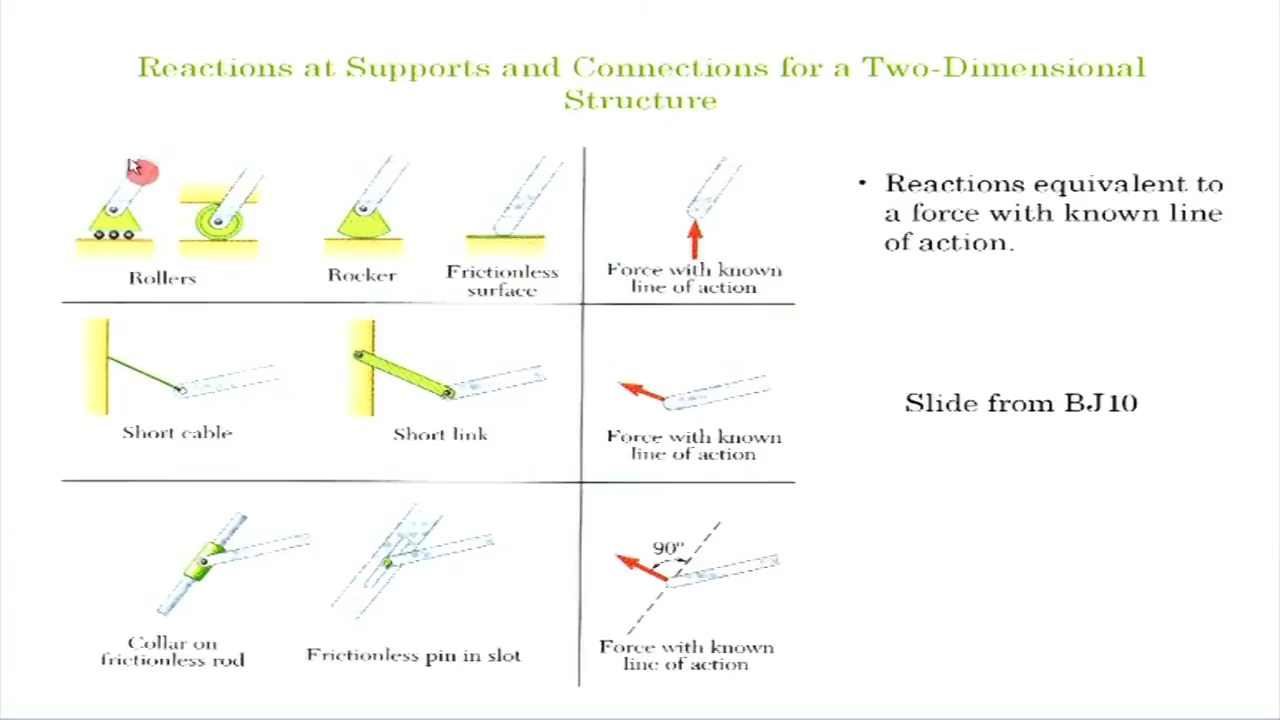 Reactions at Supports and Connections for a Two-Dimensional
Structure
Rollers
Rocker
Frictionless
surface
Force with known
line of action
• Reactions equivalent to
a force with known line
of action.
Short cable
Short link
Force with known
line of action
Slide from BJ10
90°
Collar on
frictionless rod
Frictionless pin in slot
Force with known
line of action